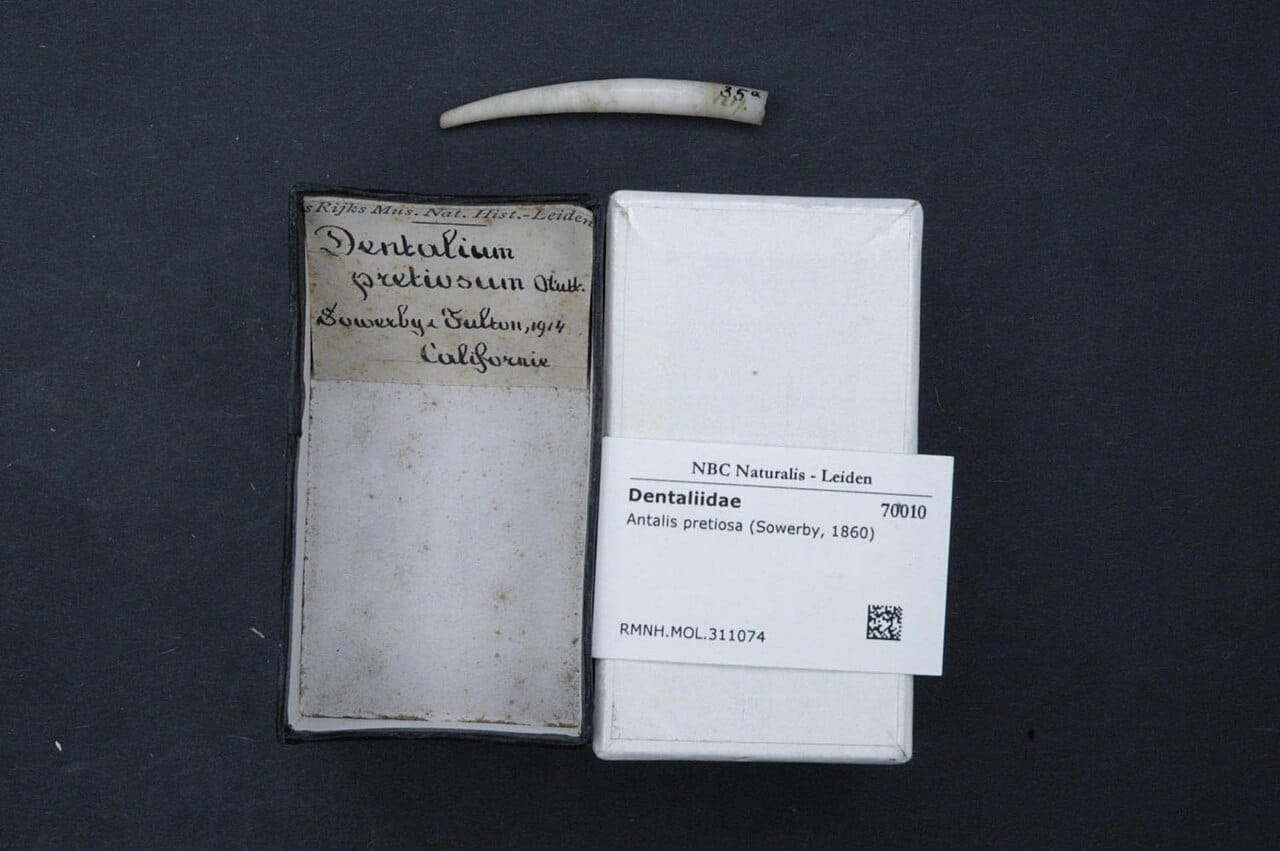 35a
s Rijks Mus. Nat. Hist.-Leiden
Dentalium
pretiosum Nutt.
Sowerby & Fulton, 1914
Californie
NBC Naturalis - Leiden
Dentaliidae
70010
Antalis pretiosa (Sowerby, 1860)
RMNH.MOL.311074